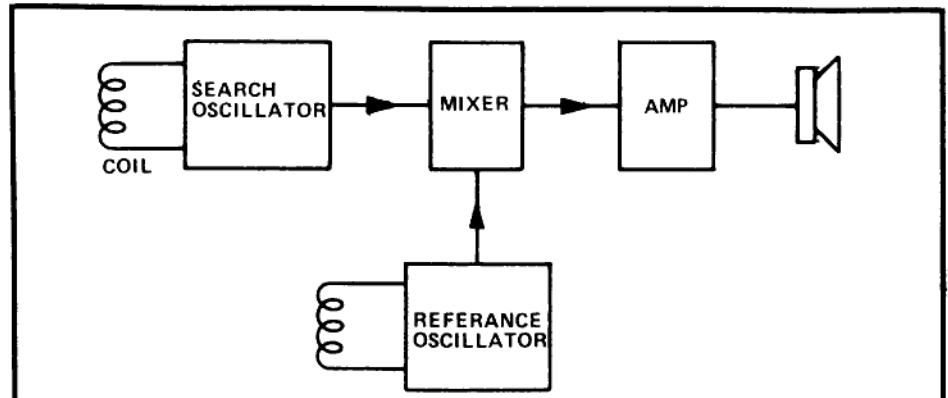 SEARCH
OSCILLATOR
MIXER
AMP
COIL
REFERANCE
OSCILLATOR